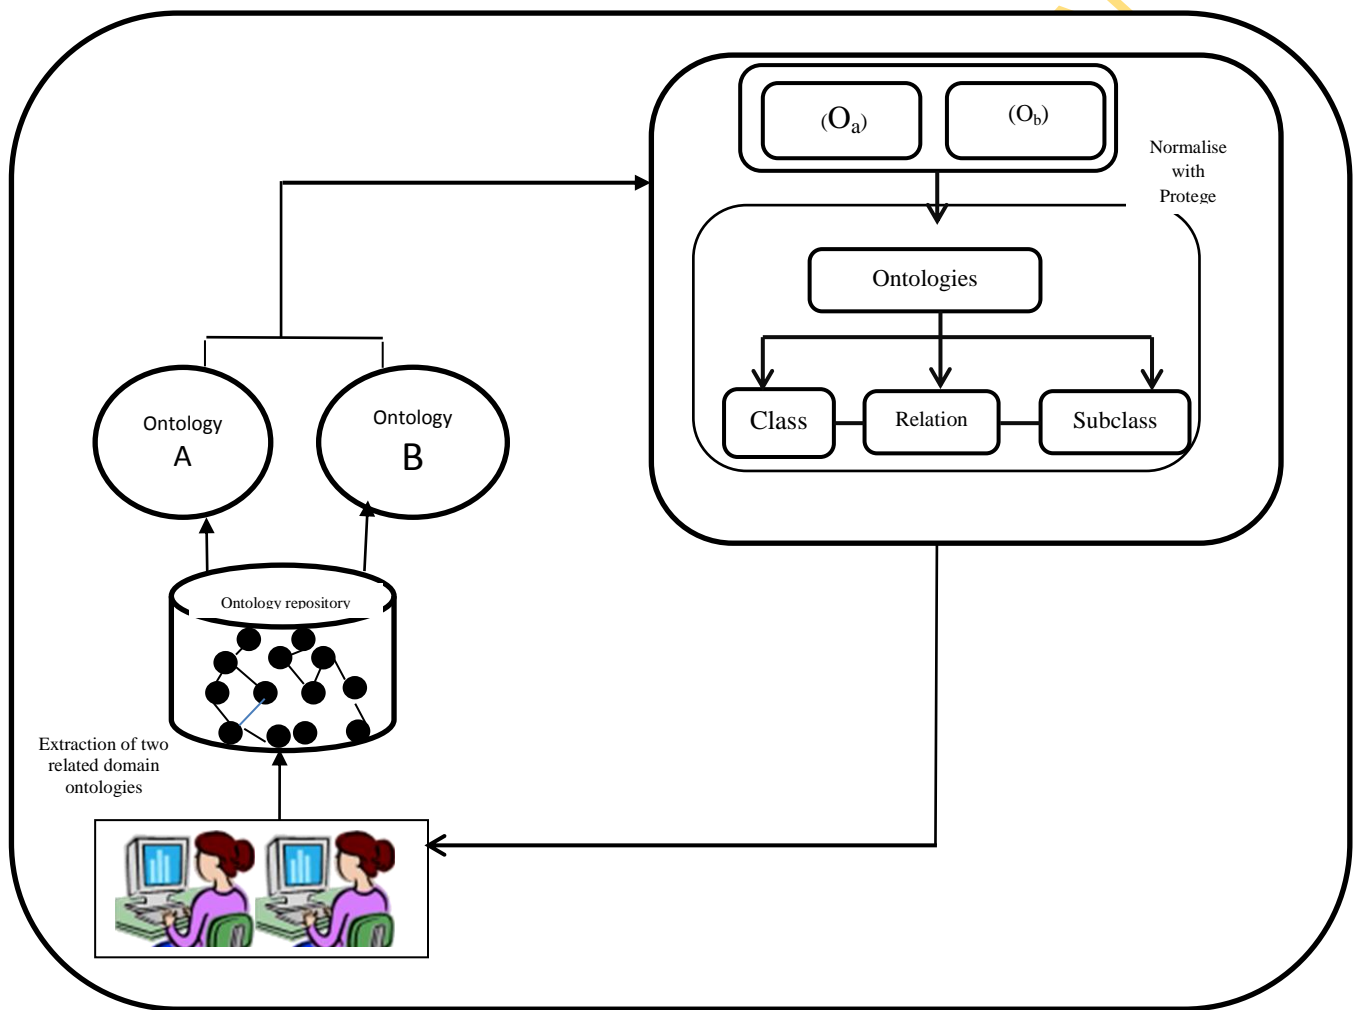 (Oa)
(Ob)
Normalise
with
Protege
Ontologies
Class
Relation
Subclass
Ontology
A
Ontology
B
Ontology repository
Extraction of two
related domain
ontologies